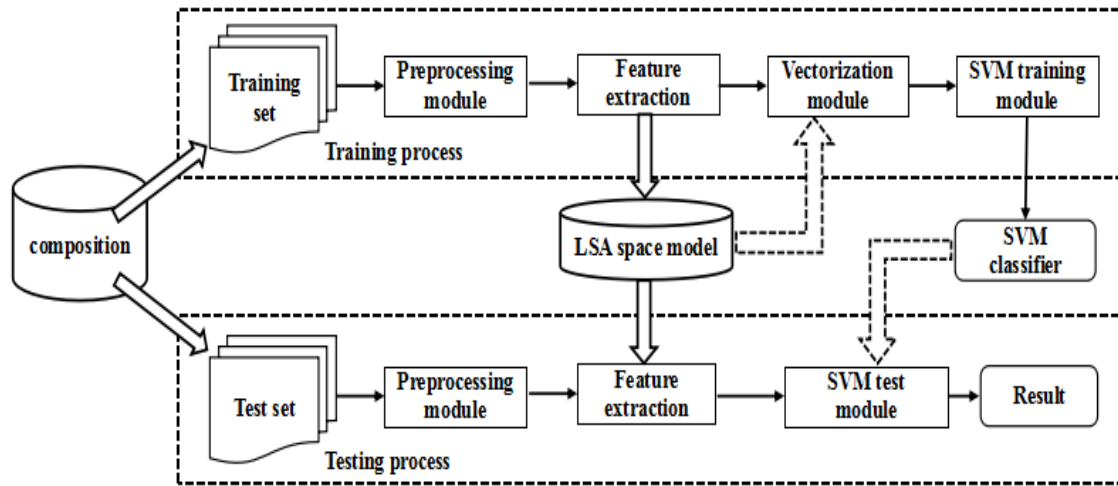 Training
set
Preprocessing
module
Feature
extraction
Vectorization
module
SVM training
module
Training process
composition
LSA space model
SVM
classifier
Test set
Preprocessing
module
Feature
extraction
SVM test
module
Result
Testing process